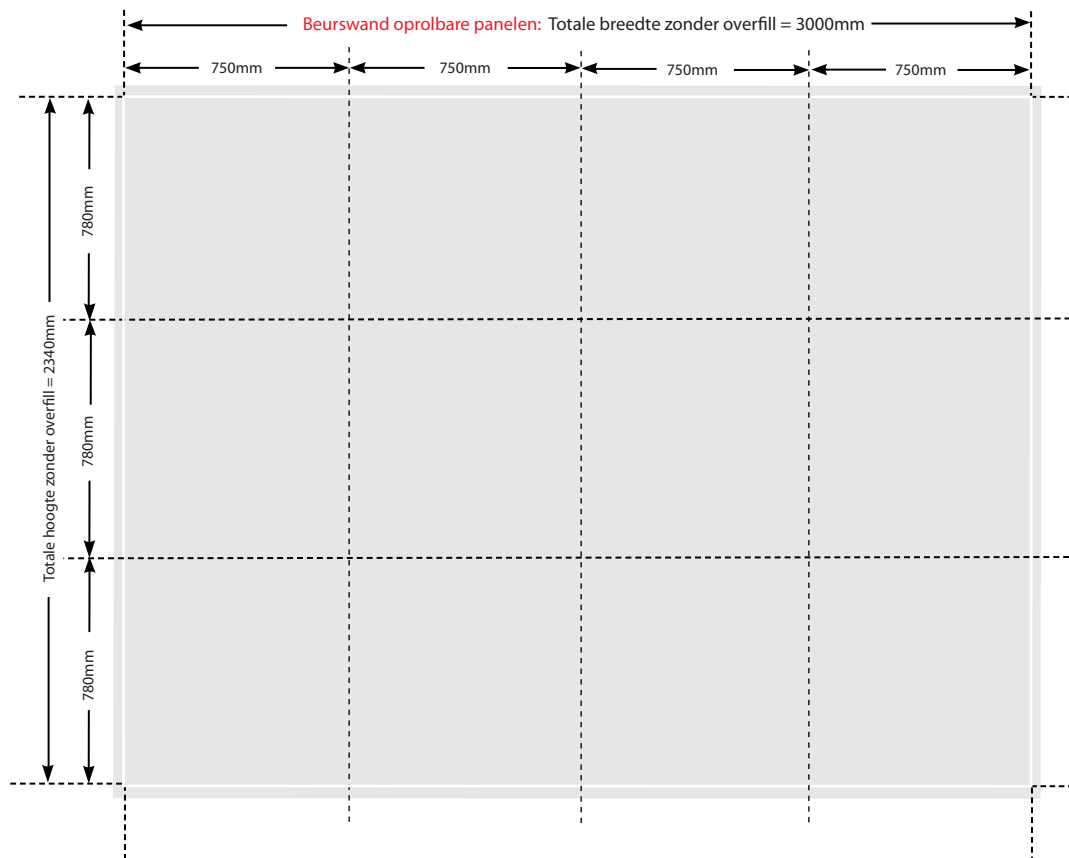 Beurswand oprolbare panelen: Totale breedte zonder overfill = 3000mm
750mm
750mm
750mm
750mm
Totale hoogte zonder overfill = 2340mm
780mm
780mm
780mm